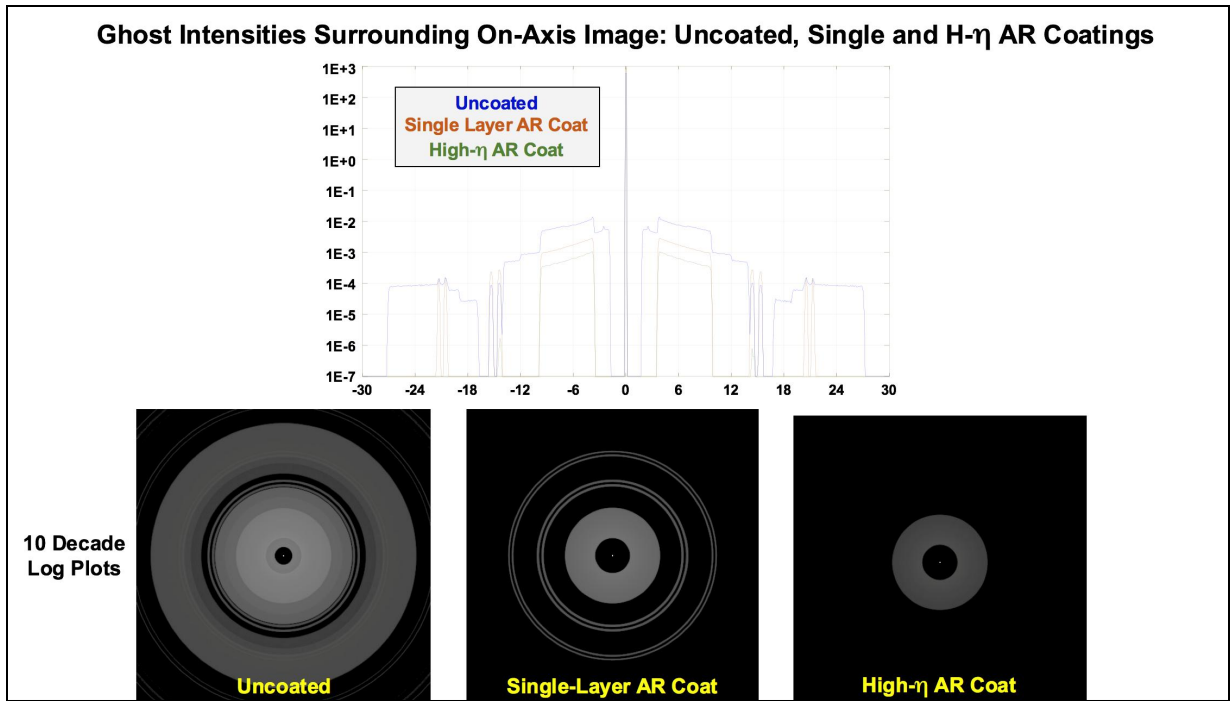 Ghost Intensities Surrounding On-Axis Image: Uncoated, Single and H-η AR Coatings
1E+3
1E+2
1E+1
1E+0
1E-1
1E-2
1E-3
1E-4
1E-5
1E-6
1E-7
Uncoated
Single Layer AR Coat
High-η AR Coat
-30 -24 -18 -12 -6 0 6 12 18 24 30
10 Decade
Log Plots
Uncoated
Single-Layer AR Coat
High-η AR Coat